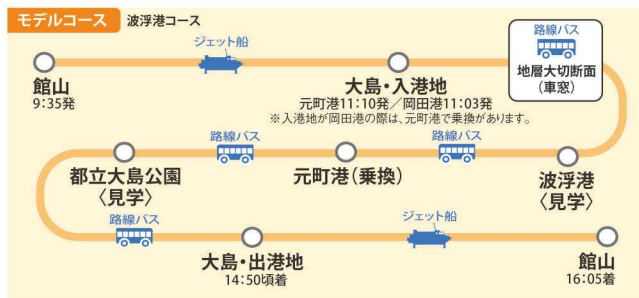 モデルコース 波浮港コース
ジェット船
路線バス
地層大切断面
（車窓）
館山
9:35発
大島・入港地
元町港11:10発／岡田港11:03発
※入港地が岡田港の際は、元町港で乗換があります。
路線バス
路線バス
都立大島公園
〈見学〉
元町港（乗換）
波浮港
〈見学〉
路線バス
ジェット船
大島・出港地
14:50頃着
館山
16:05着